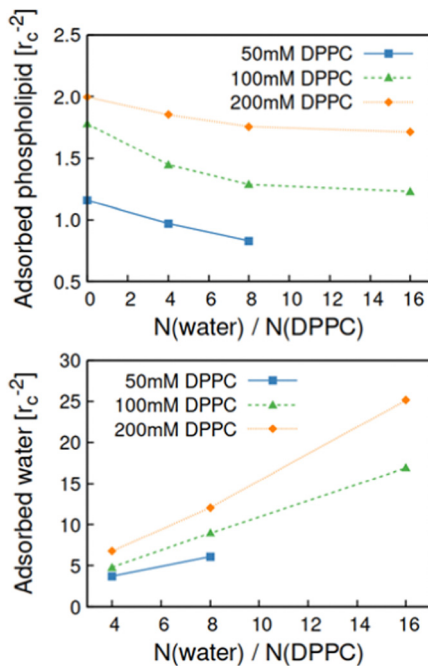 Adsorbed phospholipid [r_c^-2]
2.5
2.0
1.5
1.0
0.5
50mM DPPC
100mM DPPC
200mM DPPC
0 2 4 6 8 10 12 14 16
N(water) / N(DPPC)
Adsorbed water [r_c^-2]
30
25
20
15
10
5
0
50mM DPPC
100mM DPPC
200mM DPPC
4 6 8 10 12 14 16
N(water) / N(DPPC)